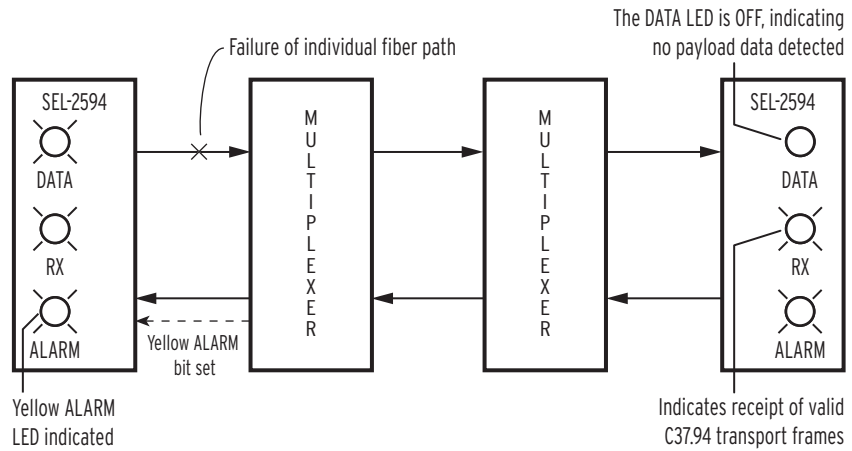 The DATA LED is OFF, indicating
no payload data detected
Failure of individual fiber path
SEL-2594
DATA
RX
ALARM
MULTIPLEXER
MULTIPLEXER
SEL-2594
DATA
RX
ALARM
Yellow ALARM
bit set
Yellow ALARM
LED indicated
Indicates receipt of valid
C37.94 transport frames